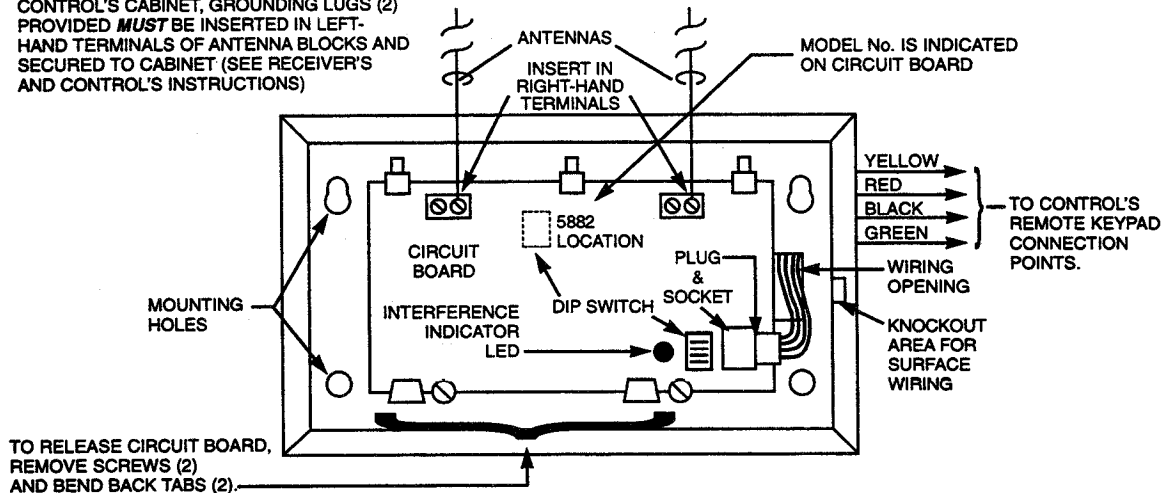 CONTROL'S CABINET, GROUNDING LUGS (2)
PROVIDED MUST BE INSERTED IN LEFT-
HAND TERMINALS OF ANTENNA BLOCKS AND
SECURED TO CABINET (SEE RECEIVER'S
AND CONTROL'S INSTRUCTIONS)
ANTENNAS
INSERT IN
RIGHT-HAND
TERMINALS
MODEL No. IS INDICATED
ON CIRCUIT BOARD
YELLOW
RED
BLACK
GREEN
TO CONTROL'S
REMOTE KEYPAD
CONNECTION
POINTS.
5882
LOCATION
CIRCUIT
BOARD
PLUG
&
SOCKET
WIRING
OPENING
MOUNTING
HOLES
DIP SWITCH
INTERFERENCE
INDICATOR
LED
KNOCKOUT
AREA FOR
SURFACE
WIRING
TO RELEASE CIRCUIT BOARD,
REMOVE SCREWS (2)
AND BEND BACK TABS (2).